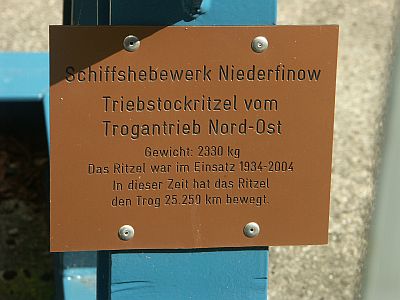 Schiffshebewerk Niederfinow
Triebstockritzel vom
Trogantrieb Nord-Ost
Gewicht: 2330 kg
Das Ritzel war im Einsatz 1934-2004
In dieser Zeit hat das Ritzel
den Trog 25.250 km bewegt.